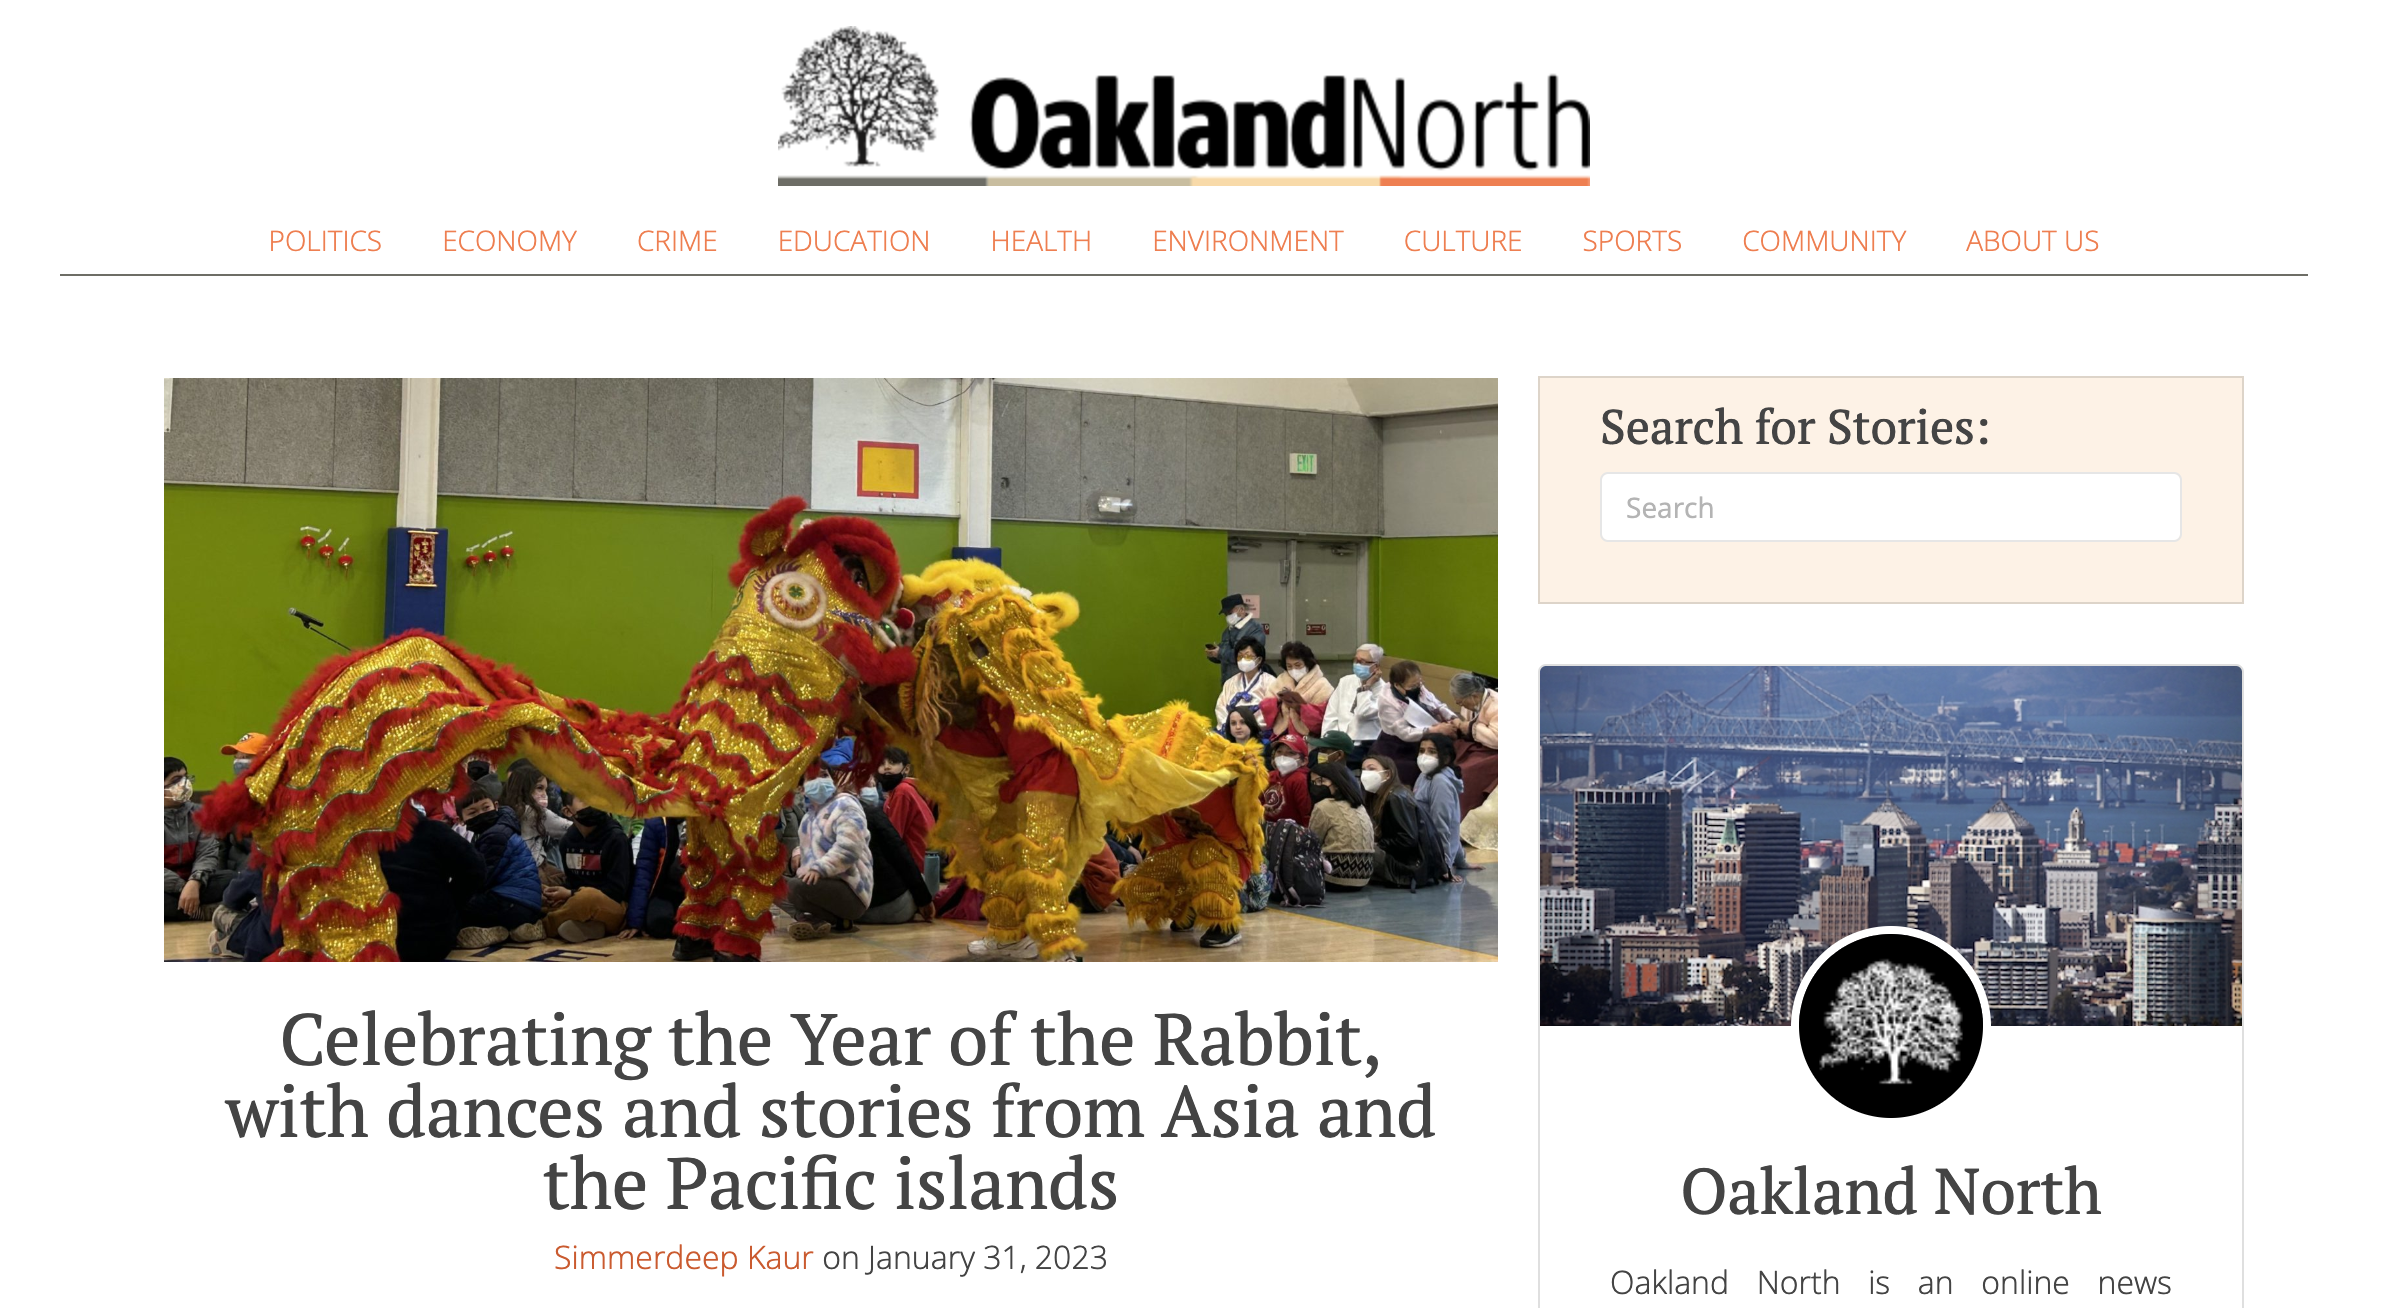 OaklandNorth
POLITICS ECONOMY CRIME EDUCATION HEALTH ENVIRONMENT CULTURE SPORTS COMMUNITY ABOUT US
EXIT
Celebrating the Year of the Rabbit,
with dances and stories from Asia and
the Pacific islands
Simmerdeep Kaur on January 31, 2023
Search for Stories:
Search
Oakland North
Oakland North is an online news